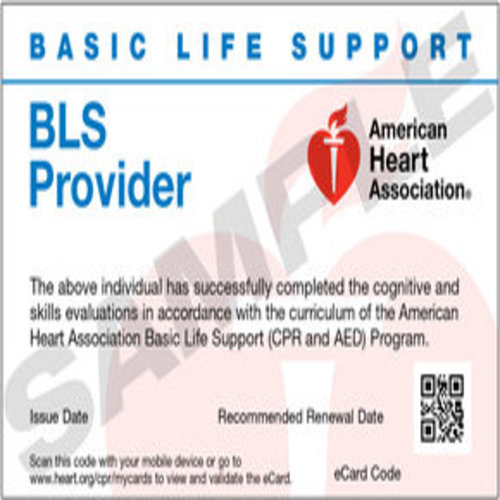 BASIC LIFE SUPPORT
BLS
Provider
American
Heart
Association®
SAMPLE
The above individual has successfully completed the cognitive and
skills evaluations in accordance with the curriculum of the American
Heart Association Basic Life Support (CPR and AED) Program.
Issue Date
Recommended Renewal Date
Scan this code with your mobile device or go to
www.heart.org/cpr/mycards to view and validate the eCard.
eCard Code